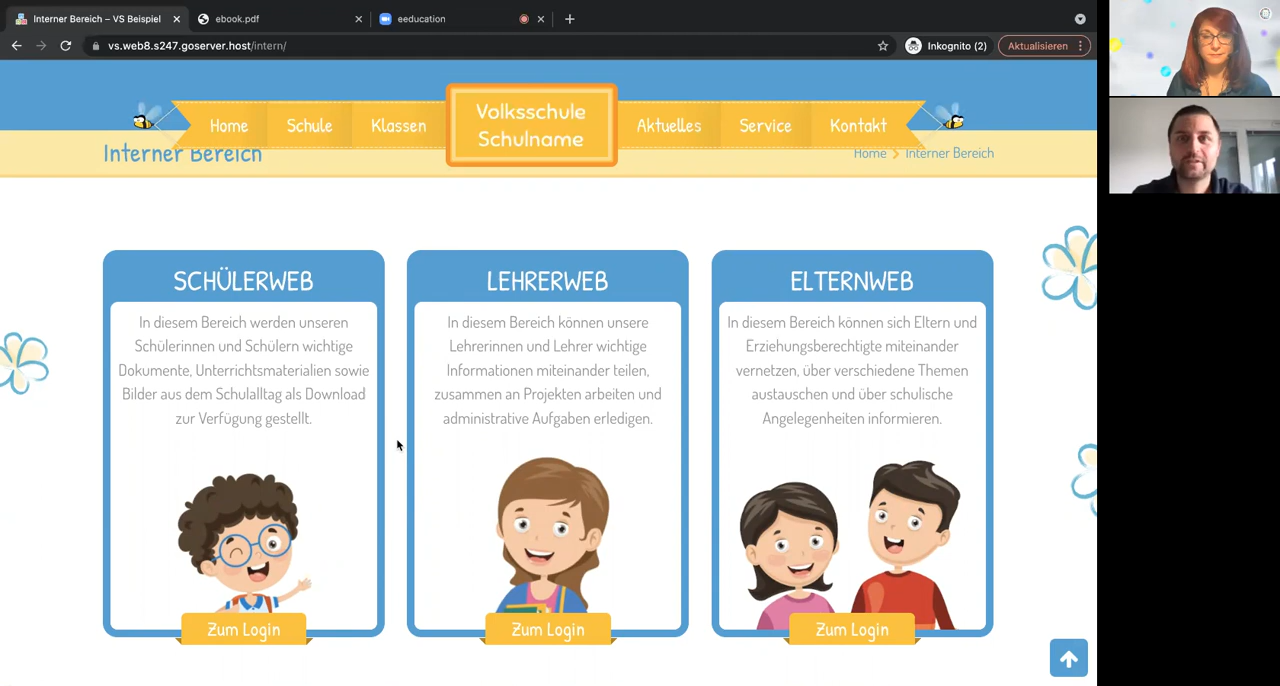 Interner Bereich – VS Beispiel
ebook.pdf
eeducation
vs.web8.s247.goserver.host/intern/
Inkognito (2)
Aktualisieren
Home
Schule
Klassen
Volksschule
Schulname
Aktuelles
Service
Kontakt
Interner Bereich
Home
Interner Bereich
SCHÜLERWEB
In diesem Bereich werden unseren
Schülerinnen und Schülern wichtige
Dokumente, Unterrichtsmaterialien sowie
Bilder aus dem Schulalltag als Download
zur Verfügung gestellt.
Zum Login
LEHRERWEB
In diesem Bereich können unsere
Lehrerinnen und Lehrer wichtige
Informationen miteinander teilen,
zusammen an Projekten arbeiten und
administrative Aufgaben erledigen.
Zum Login
ELTERNWEB
In diesem Bereich können sich Eltern und
Erziehungsberechtigte miteinander
vernetzen, über verschiedene Themen
austauschen und über schulische
Angelegenheiten informieren.
Zum Login